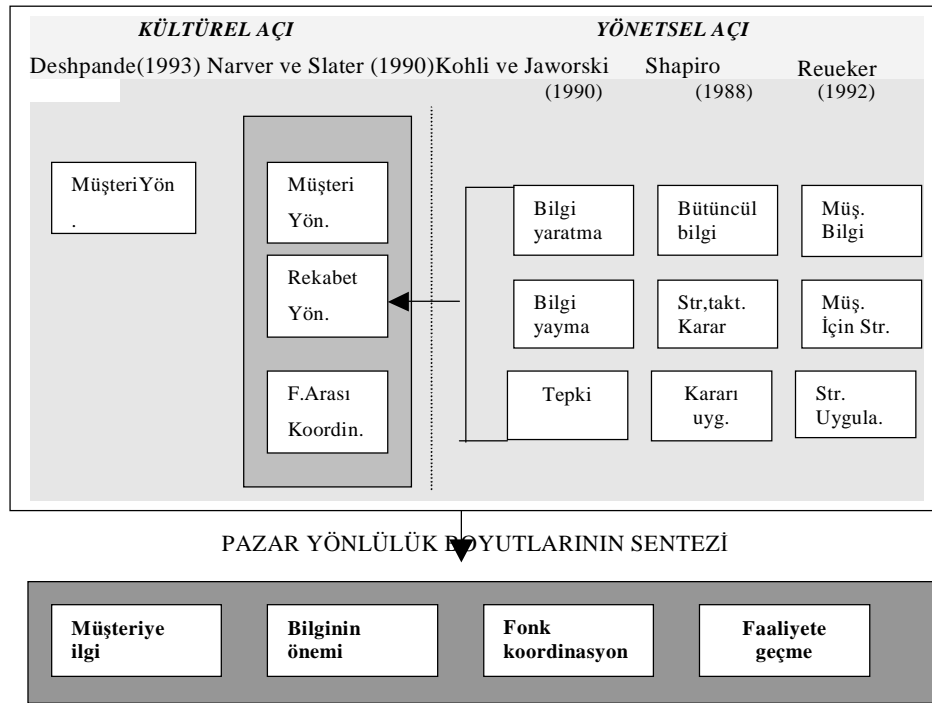 KÜLTÜREL AÇI YÖNETSEL AÇI
Deshpande(1993) Narver ve Slater (1990)Kohli ve Jaworski Shapiro Reueker
(1990) (1988) (1992)
MüşteriYön
.
Müşteri
Yön.
Rekabet
Yön.
F.Arası
Koordin.
Bilgi
yaratma
Bilgi
yayma
Tepki
Bütüncül
bilgi
Str,takt.
Karar
Kararı
uyg.
Müş.
Bilgi
Müş.
İçin Str.
Str.
Uygula.
PAZAR YÖNLÜLÜK BOYUTLARININ SENTEZİ
Müşteriye
ilgi
Bilginin
önemi
Fonk
koordinasyon
Faaliyete
geçme